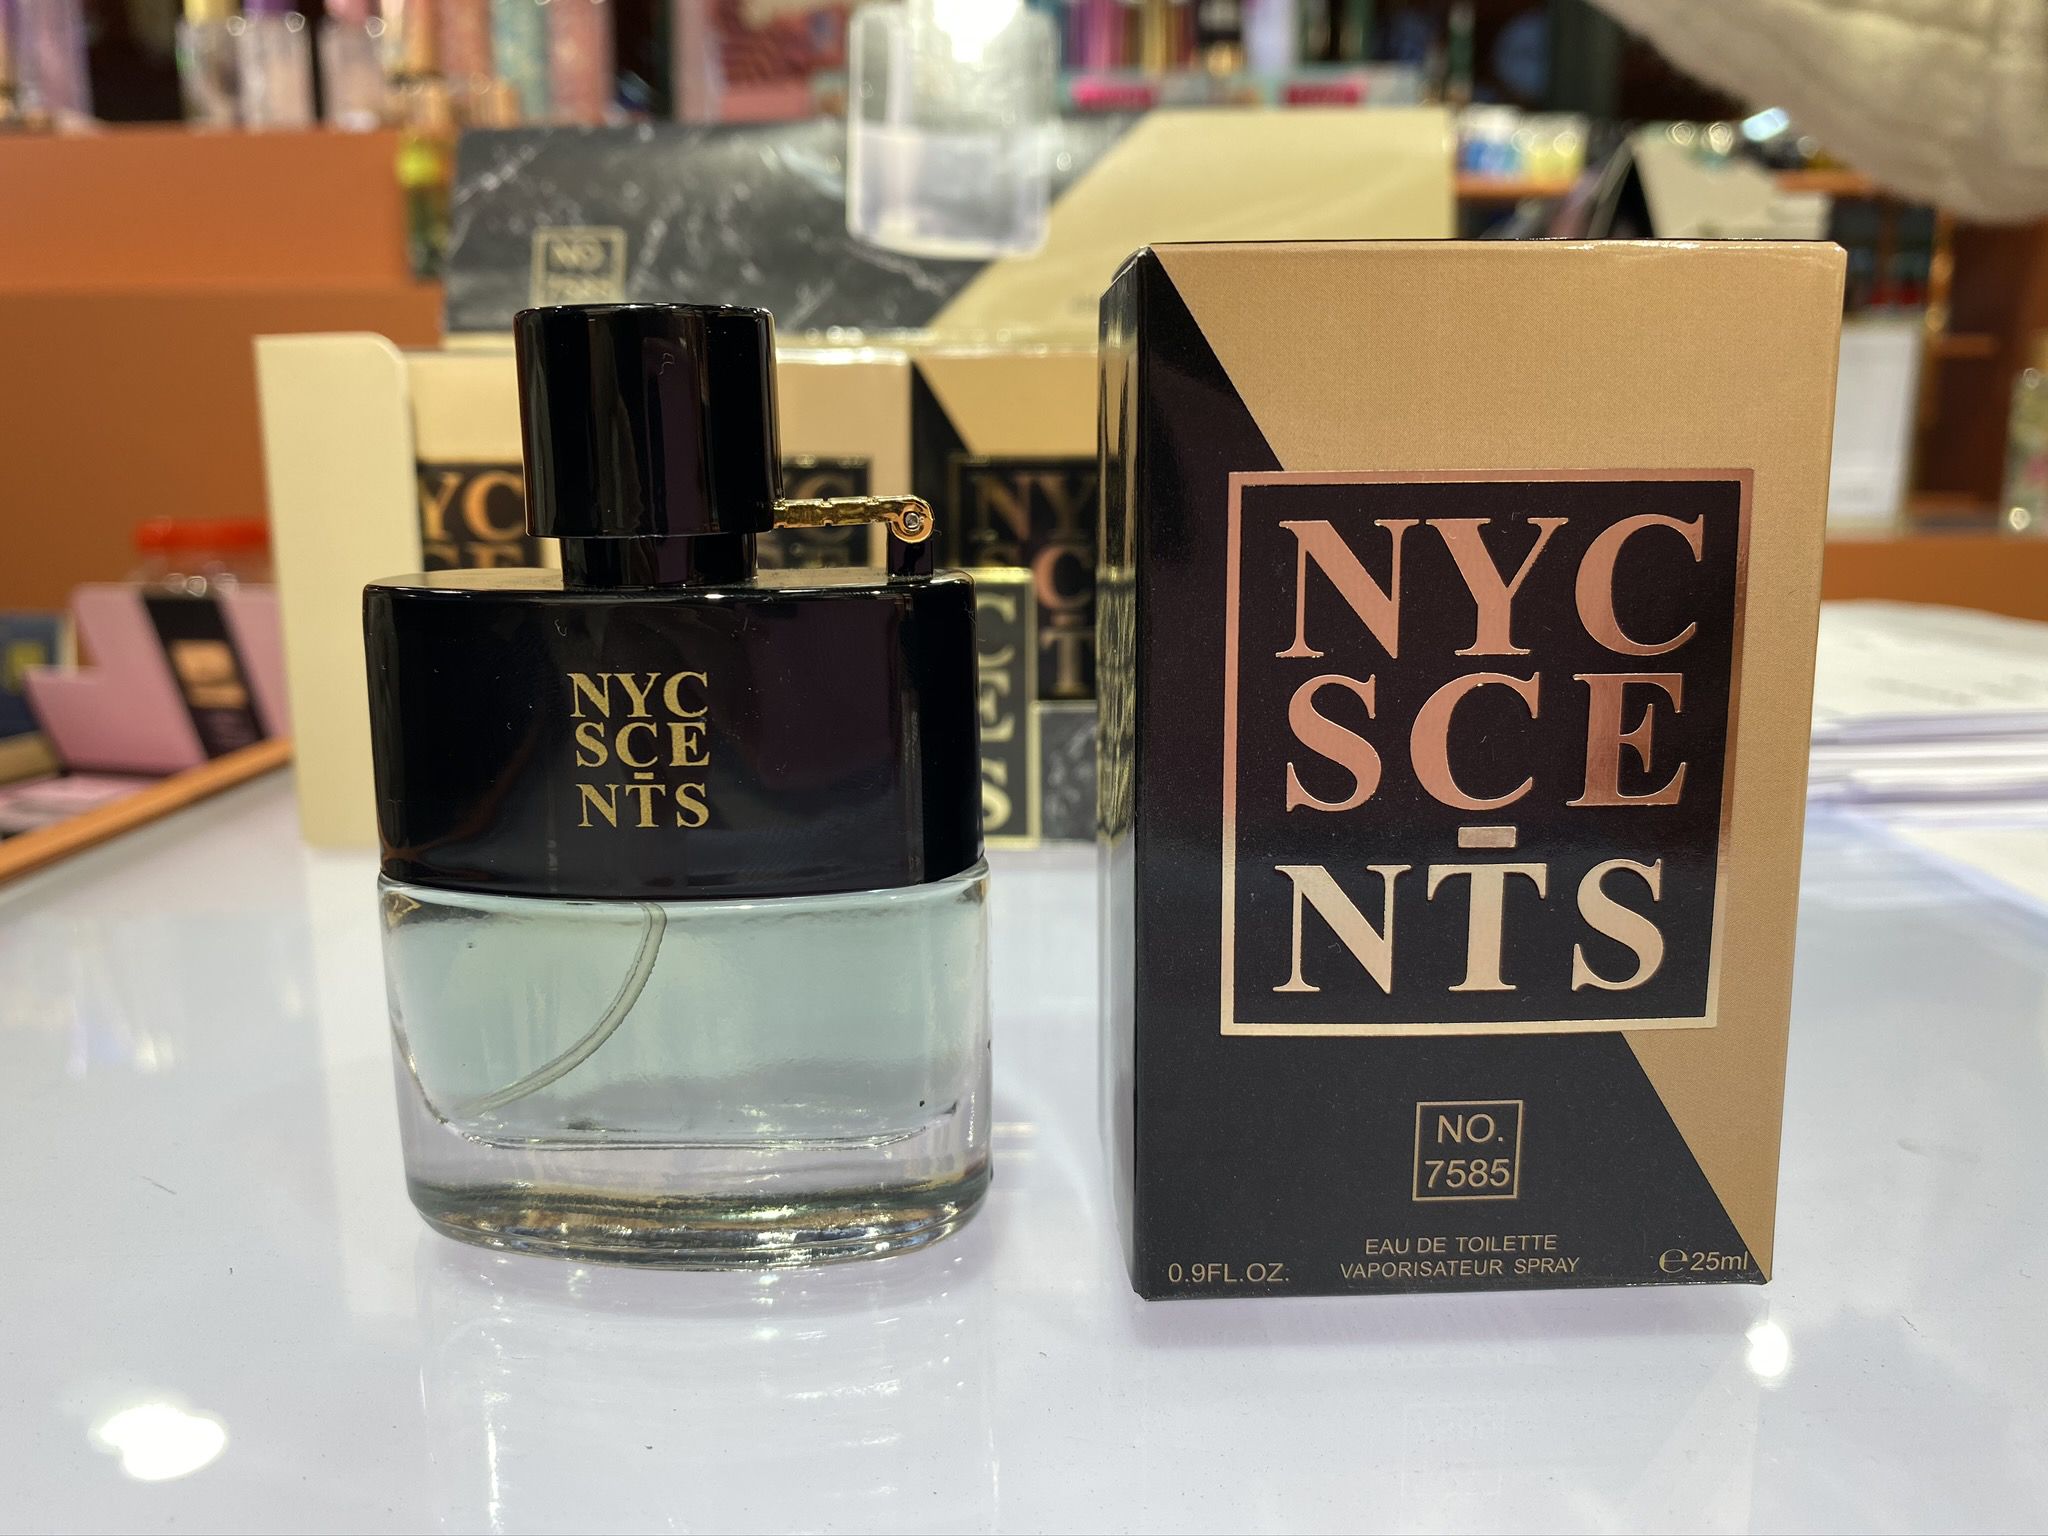 NO.
7585
NYC
SCE
NTS
NYC
SCE
NTS
NO.
7585
EAU DE TOILETTE
0.9FL.OZ. VAPORISATEUR SPRAY ℮25ml